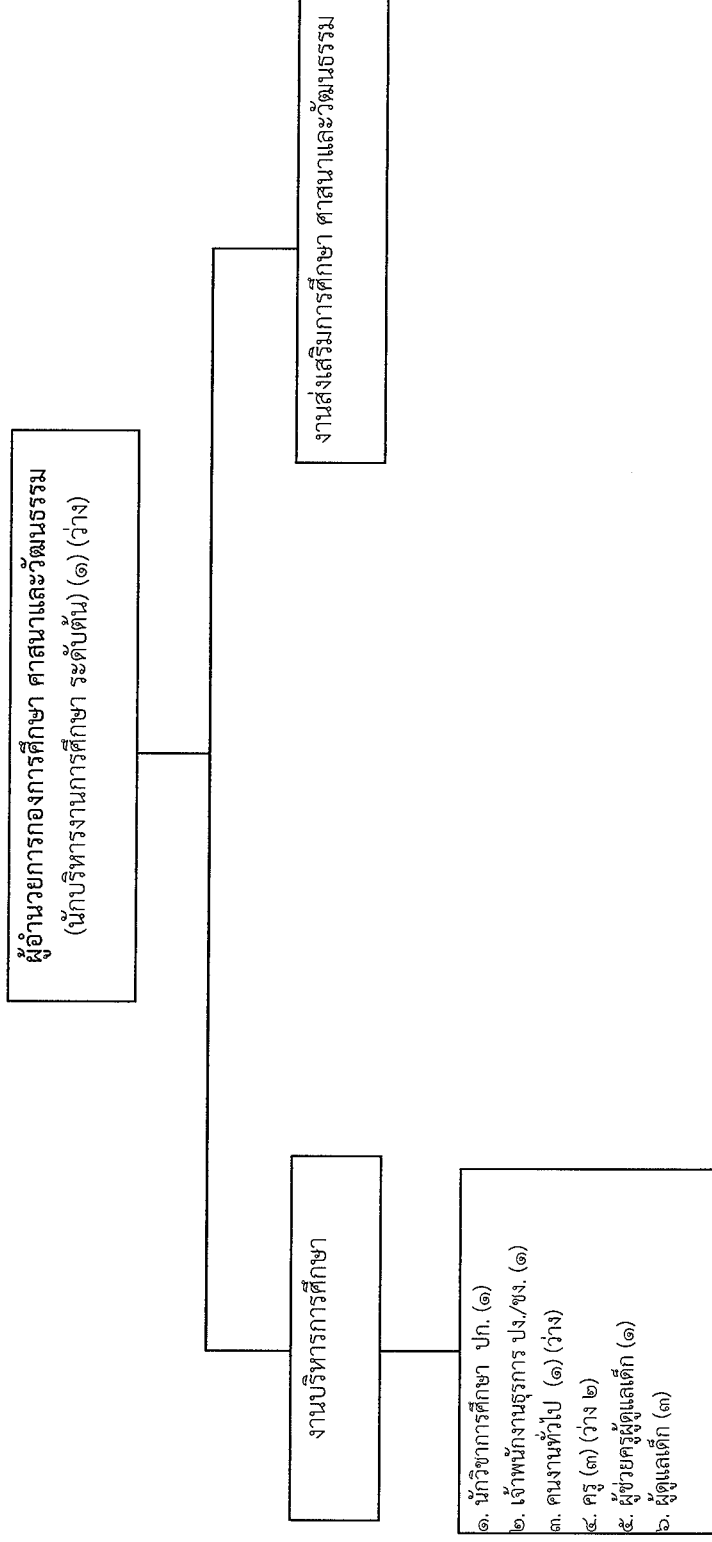 ผู้อำนวยการกองการศึกษา ศาสนาและวัฒนธรรม
(นักบริหารงานการศึกษา ระดับต้น) (๑) (ว่าง)
งานบริหารการศึกษา
งานส่งเสริมการศึกษา ศาสนาและวัฒนธรรม
๑. นักวิชาการศึกษา ปก. (๑)
๒. เจ้าพนักงานธุรการ ปง./ชง. (๑)
๓. คนงานทั่วไป (๑) (ว่าง)
๔. ครู (๓) (ว่าง ๒)
๕. ผู้ช่วยครูผู้ดูแลเด็ก (๑)
๖. ผู้ดูแลเด็ก (๓)